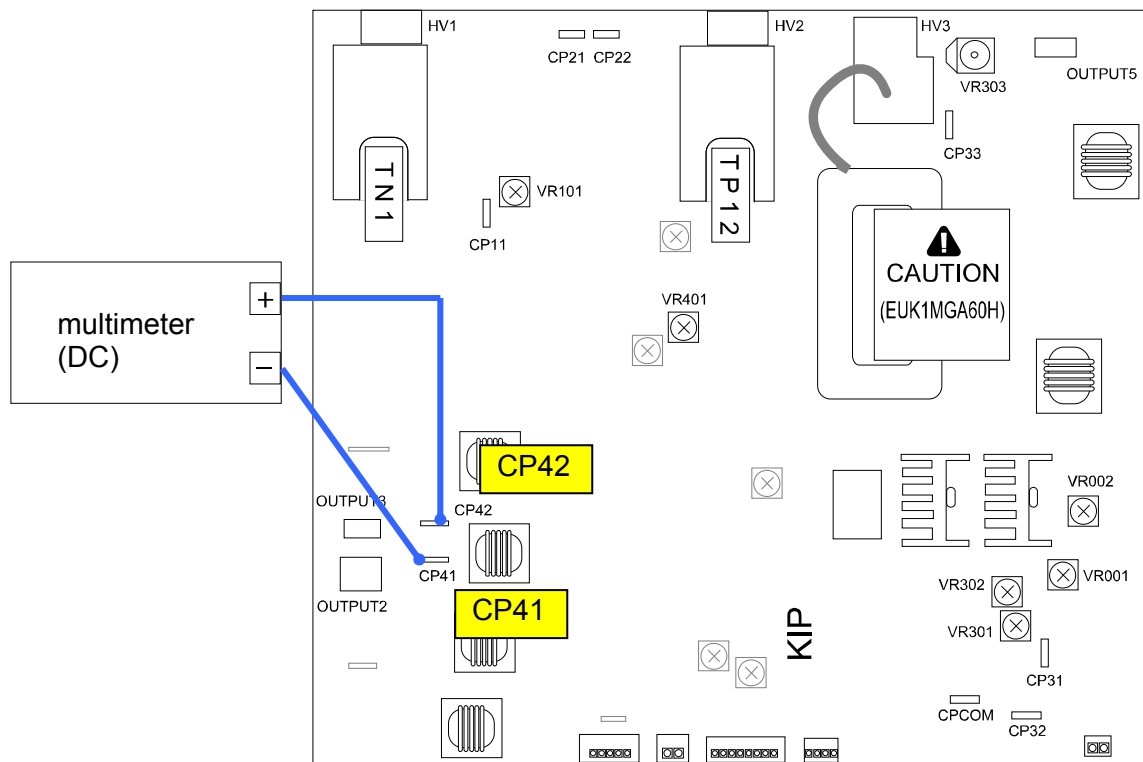 HV1
HV2
HV3
CP21
CP22
VR303
OUTPUT5
CP33
TN1
TP12
VR101
CP11
CAUTION
(EUK1MGA60H)
VR401
+
multimeter
(DC)
−
CP42
OUTPUT3
CP42
VR002
CP41
OUTPUT2
CP41
VR302
VR001
VR301
KIP
CP31
CPCOM
CP32